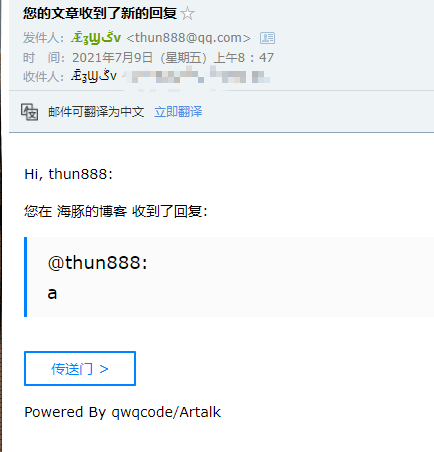 您的文章收到了新的回复
发件人: <thun888@qq.com>
时 间: 2021年7月9日（星期五）上午8：47
收件人:
邮件可翻译为中文 立即翻译
Hi, thun888:
您在 海豚的博客 收到了回复:
@thun888:
a
传送门 >
Powered By qwqcode/Artalk